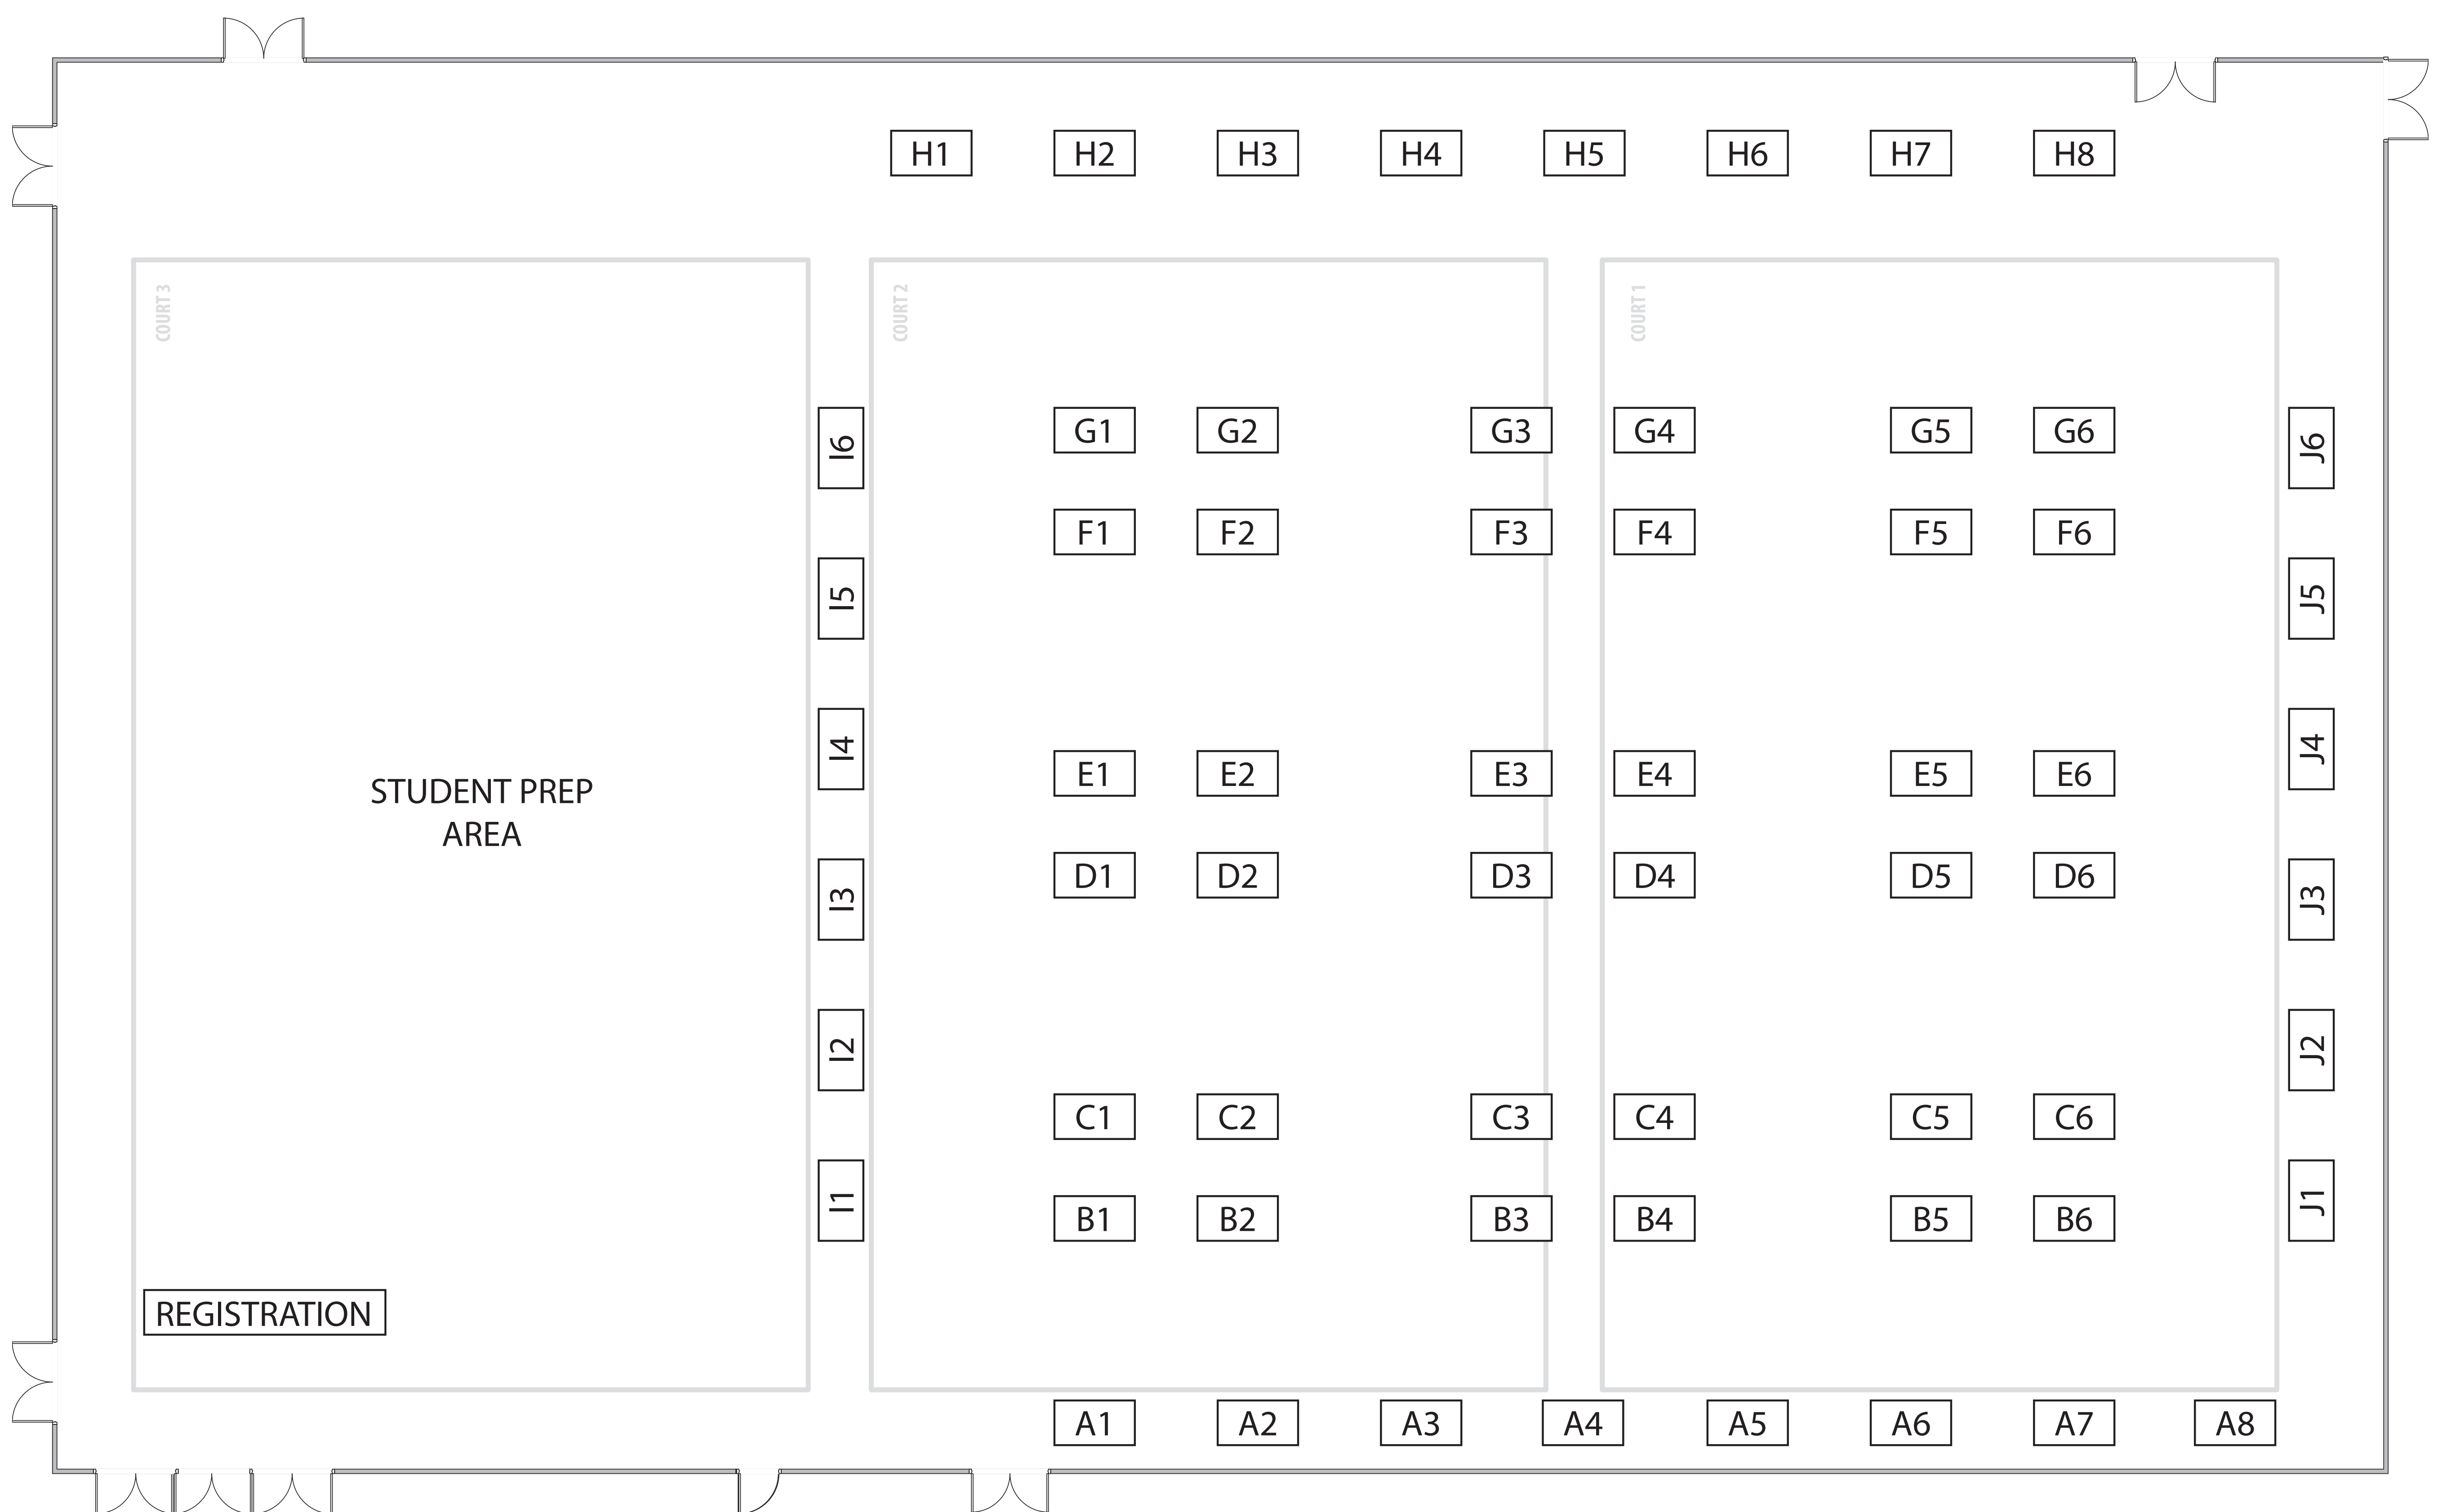 H1 H2 H3 H4 H5 H6 H7 H8
COURT 3
COURT 2
COURT 1
I6
G1 G2 G3 G4 G5 G6
J6
F1 F2 F3 F4 F5 F6
I5
J5
I4
J4
E1 E2 E3 E4 E5 E6
STUDENT PREP
AREA
D1 D2 D3 D4 D5 D6
I3
J3
I2
J2
C1 C2 C3 C4 C5 C6
I1
J1
B1 B2 B3 B4 B5 B6
REGISTRATION
A1 A2 A3 A4 A5 A6 A7 A8